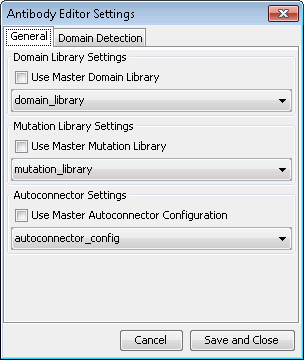 Antibody Editor Settings
General
Domain Detection
Domain Library Settings
Use Master Domain Library
domain_library
Mutation Library Settings
Use Master Mutation Library
mutation_library
Autoconnector Settings
Use Master Autoconnector Configuration
autoconnector_config
Cancel
Save and Close